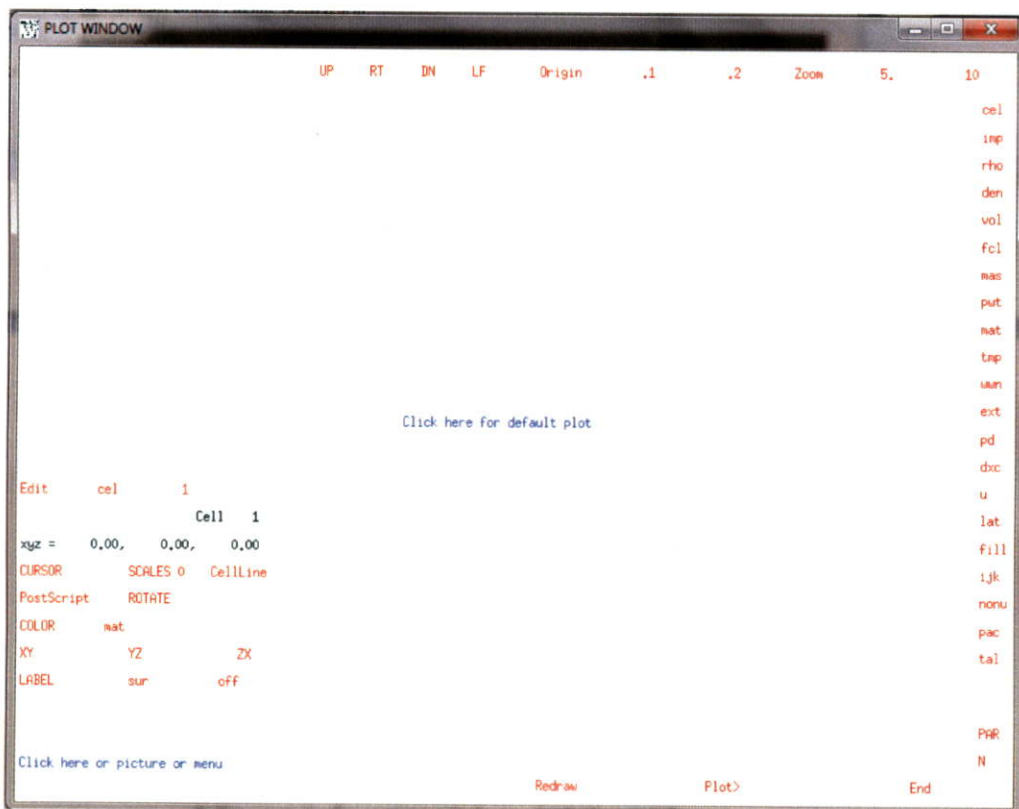 PLOT WINDOW
UP RT DN LF Origin .1 .2 Zoom 5. 10
cel
imp
rho
den
vol
fcl
mas
pwt
mat
tmp
wwn
ext
Click here for default plot
pd
dxc
Edit cel 1
u
Cell 1
lat
xyz = 0.00, 0.00, 0.00
fill
CURSOR SCALES 0 CellLine
ijk
PostScript ROTATE
nonu
COLOR mat
pac
XY YZ ZX
tal
LABEL sur off
PAR
Click here or picture or menu
N
Redraw Plot> End